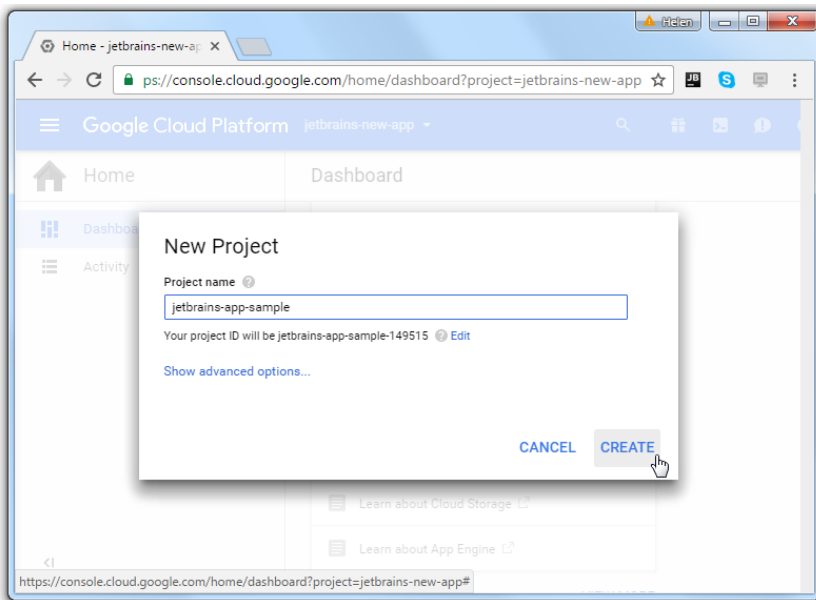 Helen
Home - jetbrains-new-ap
ps://console.cloud.google.com/home/dashboard?project=jetbrains-new-app
JB
S
Google Cloud Platform jetbrains-new-app
Home
Dashboard
Dashboa
Activity
New Project
Project name
jetbrains-app-sample
Your project ID will be jetbrains-app-sample-149515 Edit
Show advanced options...
CANCEL CREATE
Learn about Cloud Storage
Learn about App Engine
https://console.cloud.google.com/home/dashboard?project=jetbrains-new-app#